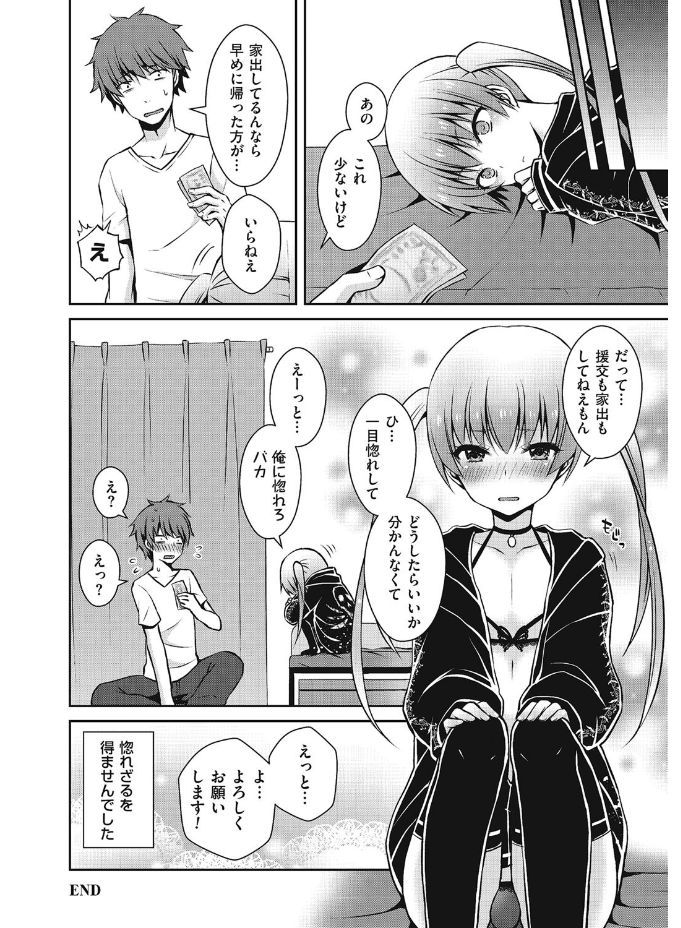 あの
これ
少ないけど
家出してるんなら
早めに帰った方が…
いらねえ
え
だって…
援交も家出も
してねえもん
もじっ
ひ…
一目惚れして
どうしたらいいか
分かんなくて
えーっと…
俺に惚れろ
バカ
え?
えっ?
えっと…
よ…
よろしく
お願い
します!
惚れざるを
得ませんでした
END